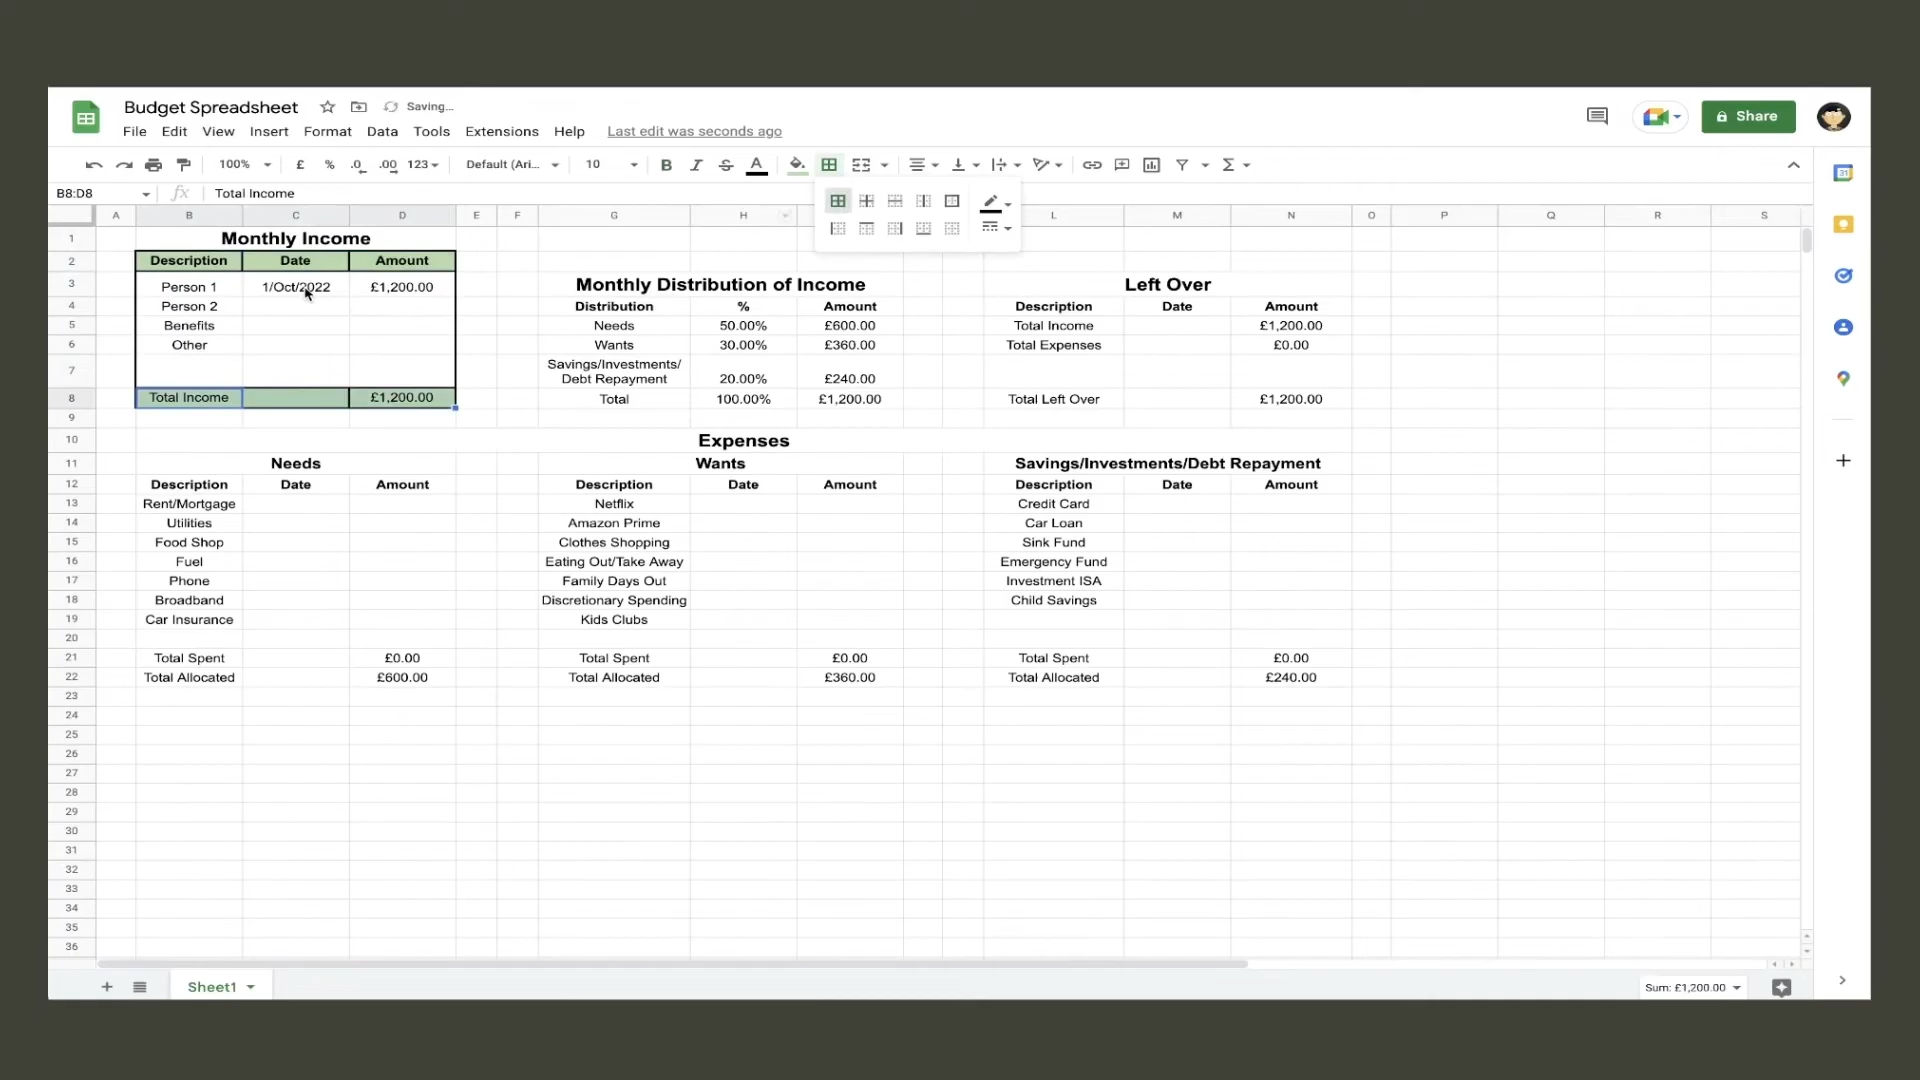 Budget Spreadsheet Saving...
File Edit View Insert Format Data Tools Extensions Help Last edit was seconds ago
Share
100% £ % .0 .00 123 Default (Ari... 10 B I S A Σ
31
B8:D8 fx Total Income
A B C D E F G H L M N O P Q R S
1 Monthly Income
2 Description Date Amount
3 Person 1 1/Oct/2022 £1,200.00 Monthly Distribution of Income Left Over
4 Person 2 Distribution % Amount Description Date Amount
5 Benefits Needs 50.00% £600.00 Total Income £1,200.00
6 Other Wants 30.00% £360.00 Total Expenses £0.00
Savings/Investments/
7 Debt Repayment 20.00% £240.00
8 Total Income £1,200.00 Total 100.00% £1,200.00 Total Left Over £1,200.00
9
10 Expenses
11 Needs Wants Savings/Investments/Debt Repayment
12 Description Date Amount Description Date Amount Description Date Amount
13 Rent/Mortgage Netflix Credit Card
14 Utilities Amazon Prime Car Loan
15 Food Shop Clothes Shopping Sink Fund
16 Fuel Eating Out/Take Away Emergency Fund
17 Phone Family Days Out Investment ISA
18 Broadband Discretionary Spending Child Savings
19 Car Insurance Kids Clubs
20
21 Total Spent £0.00 Total Spent £0.00 Total Spent £0.00
22 Total Allocated £600.00 Total Allocated £360.00 Total Allocated £240.00
23
24
25
26
27
28
29
30
31
32
33
34
35
36
Sheet1 Sum: £1,200.00